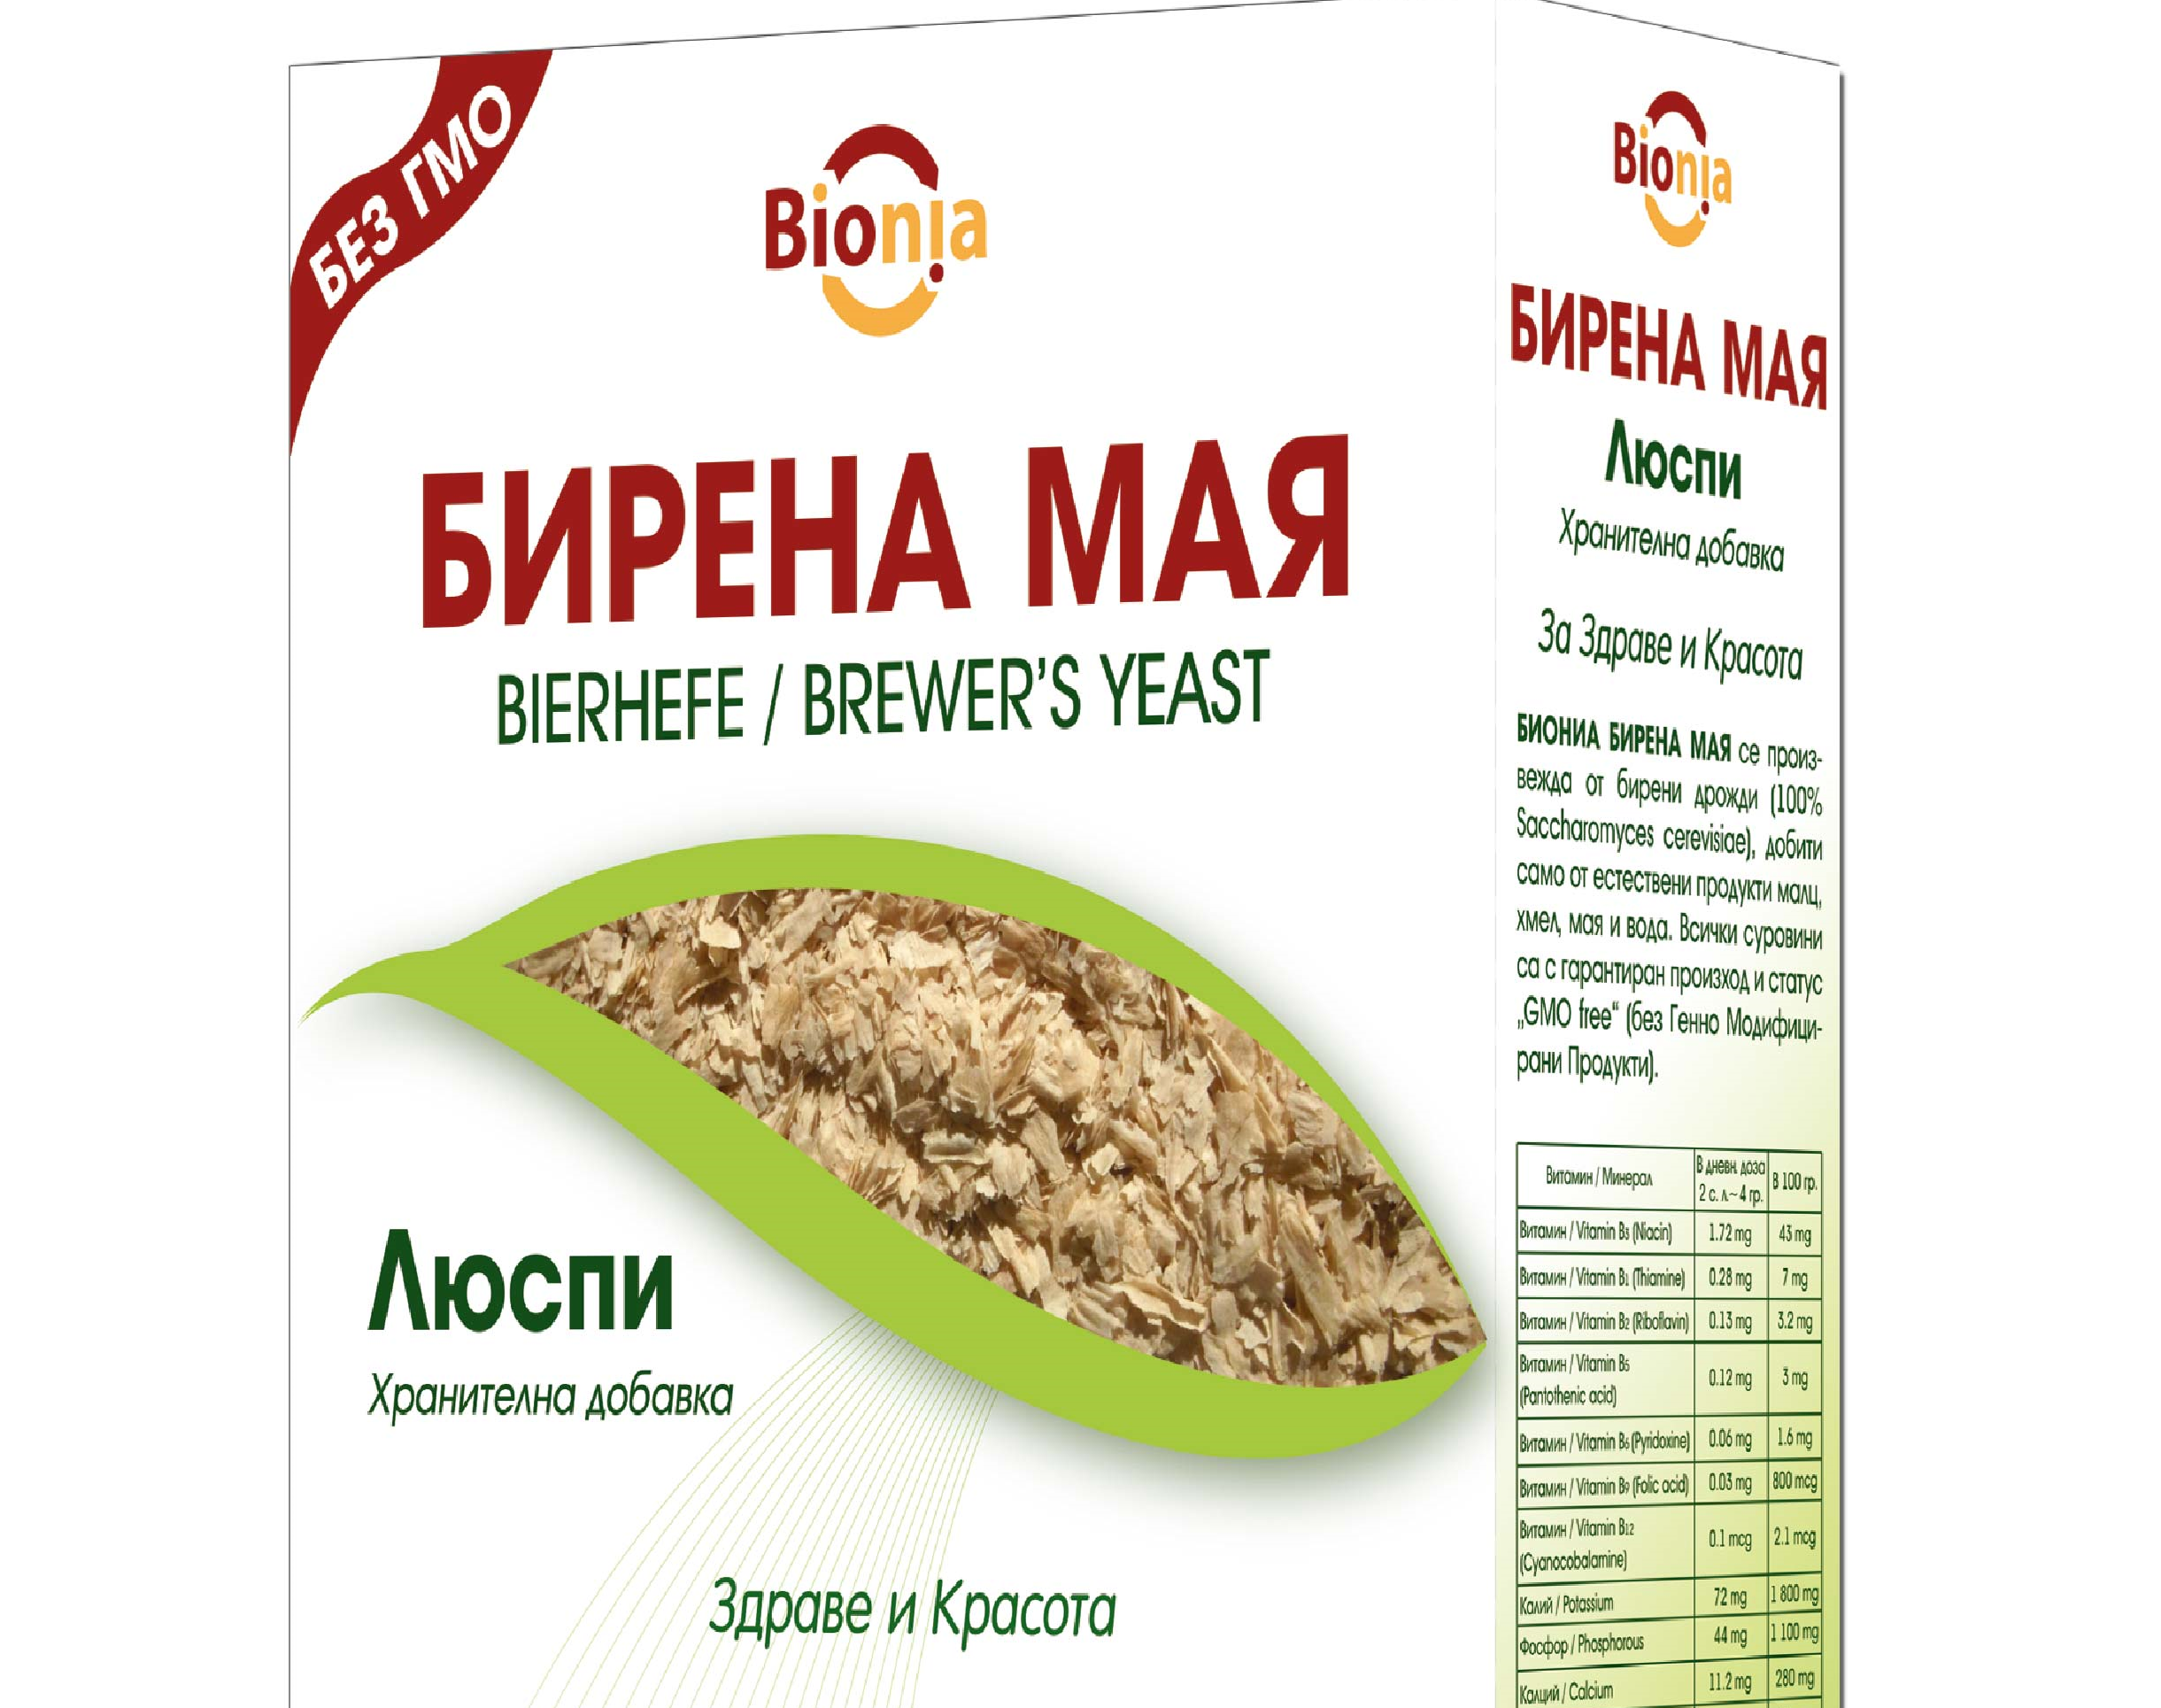 БЕЗ ГМО
Bionia
БИРЕНА МАЯ
BIERHEFE / BREWER'S YEAST
Люспи
Хранителна добавка
Здраве и Красота
Bionia
БИРЕНА МАЯ
Люспи
Хранителна добавка
За Здраве и Красота
БИОНИА БИРЕНА МАЯ се произ-
вежда от бирени дрожди (100%
Saccharomyces cerevisiae), добити
само от естествени продукти малц,
хмел, мая и вода. Всички суровини
са с гарантиран произход и статус
„GMO free“ (без Генно Модифици-
рани Продукти).
Витамин / Минерал В дневн. доза 2 с. л~4 гр. В 100 гр.
Витамин / Vitamin B3 (Niacin) 1.72 mg 43 mg
Витамин / Vitamin B1 (Thiamine) 0.28 mg 7 mg
Витамин / Vitamin B2 (Riboflavin) 0.13 mg 3.2 mg
Витамин / Vitamin B5 (Pantothenic acid) 0.12 mg 3 mg
Витамин / Vitamin B6 (Pyridoxine) 0.06 mg 1.6 mg
Витамин / Vitamin B9 (Folic acid) 0.03 mg 800 mcg
Витамин / Vitamin B12 (Cyanocobalamine) 0.1 mcg 2.1 mcg
Калий / Potassium 72 mg 1 800 mg
Фосфор / Phosphorous 44 mg 1 100 mg
Калций / Calcium 11.2 mg 280 mg